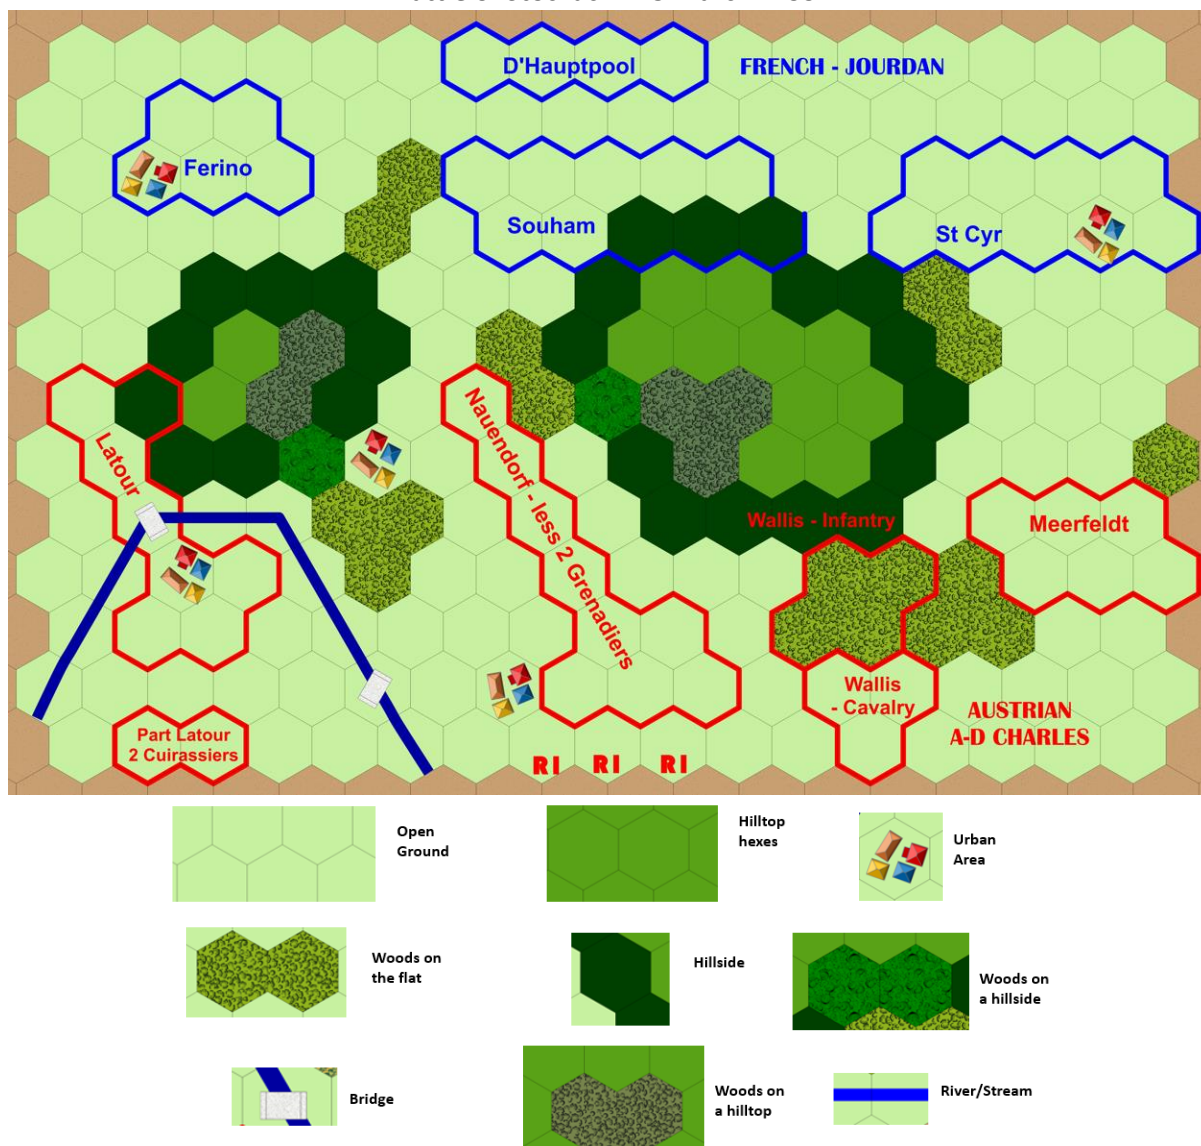 D'Hauptpool
FRENCH - JOURDAN
Ferino
Souham
St Cyr
Latour
Nauendorf - less 2 Grenadiers
Wallis - Infantry
Meerfeldt
Wallis
- Cavalry
AUSTRIAN
A-D CHARLES
Part Latour
2 Cuirassiers
RI RI RI
Open
Ground
Hilltop
hexes
Urban
Area
Woods on
the flat
Hillside
Woods on
a hillside
Bridge
Woods on
a hilltop
River/Stream